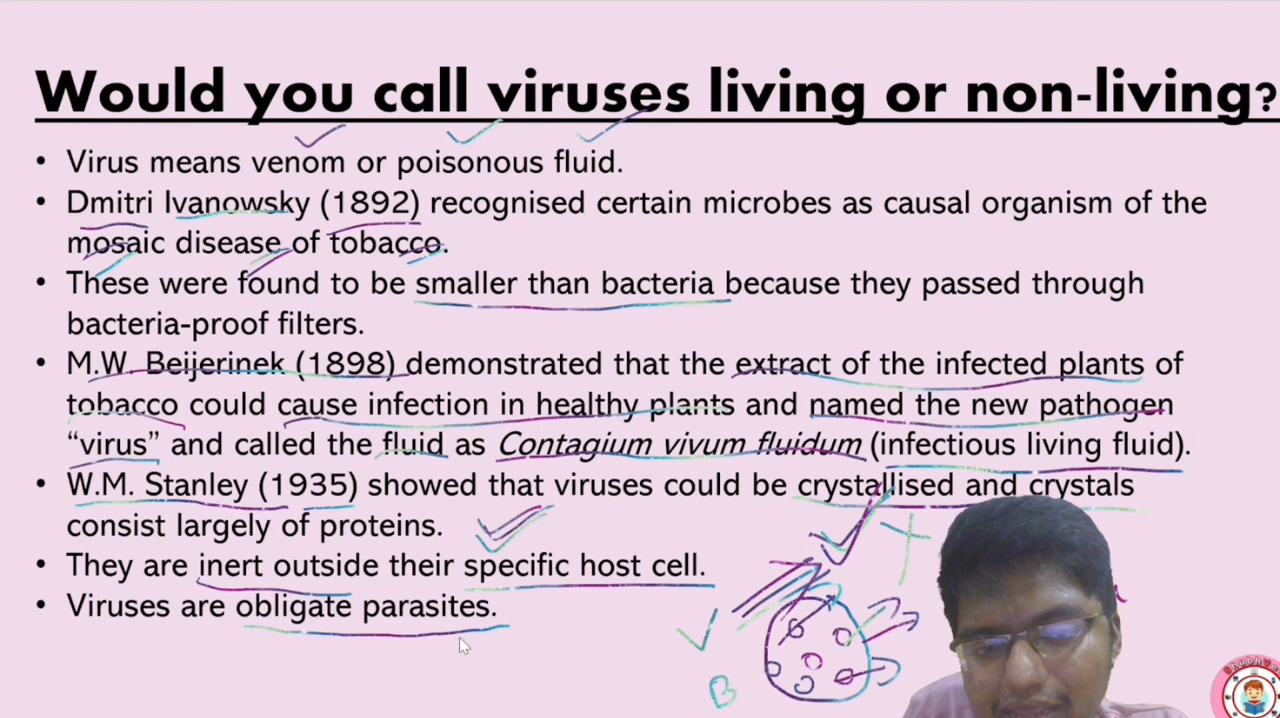 Would you call viruses living or non-living?
• Virus means venom or poisonous fluid.
• Dmitri Ivanowsky (1892) recognised certain microbes as causal organism of the
mosaic disease of tobacco.
• These were found to be smaller than bacteria because they passed through
bacteria-proof filters.
• M.W. Beijerinek (1898) demonstrated that the extract of the infected plants of
tobacco could cause infection in healthy plants and named the new pathogen
“virus” and called the fluid as Contagium vivum fluidum (infectious living fluid).
• W.M. Stanley (1935) showed that viruses could be crystallised and crystals
consist largely of proteins.
• They are inert outside their specific host cell.
• Viruses are obligate parasites.
B